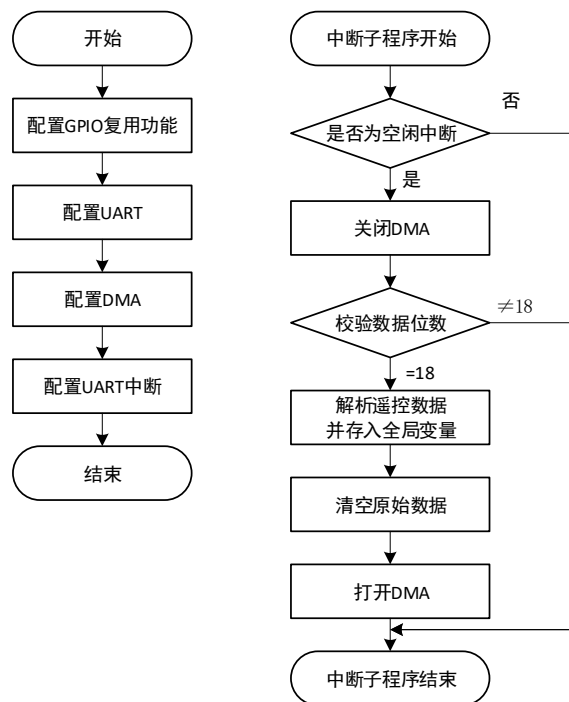 开始
配置GPIO复用功能
配置UART
配置DMA
配置UART中断
结束
中断子程序开始
否
是否为空闲中断
是
关闭DMA
≠18
校验数据位数
=18
解析遥控数据
并存入全局变量
清空原始数据
打开DMA
中断子程序结束